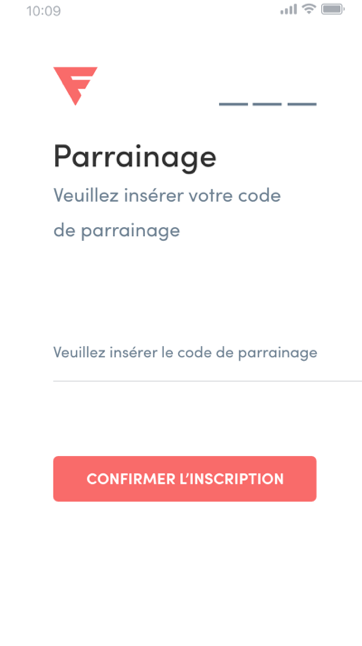 10:09
Parrainage
Veuillez insérer votre code
de parrainage
Veuillez insérer le code de parrainage
CONFIRMER L'INSCRIPTION